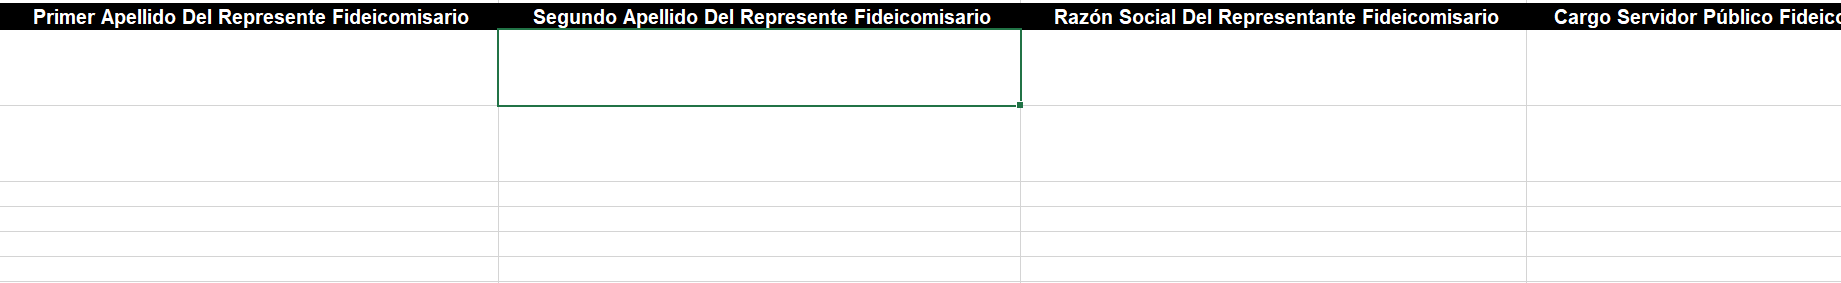 Primer Apellido Del Represente Fideicomisario Segundo Apellido Del Represente Fideicomisario Razón Social Del Representante Fideicomisario Cargo Servidor Público